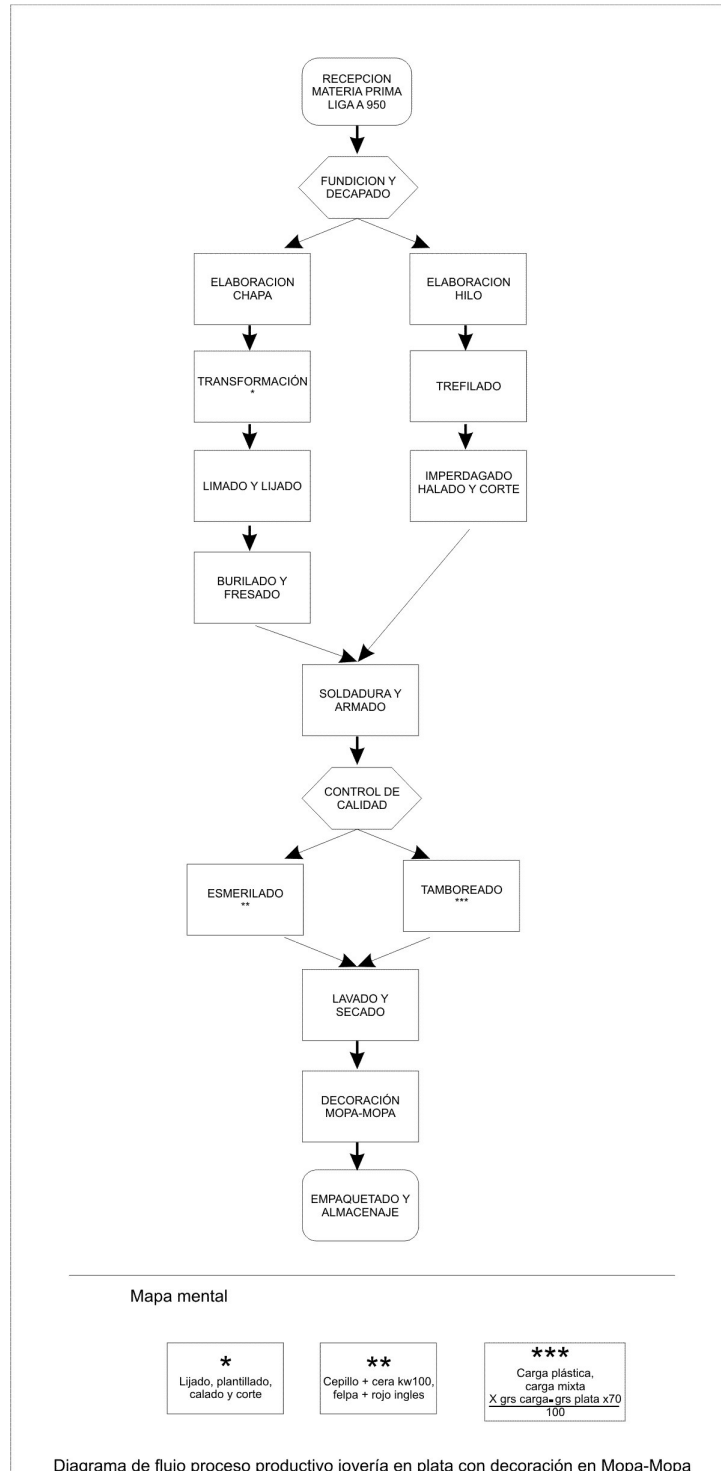 RECEPCION
MATERIA PRIMA
LIGA A 950
FUNDICION Y
DECAPADO
ELABORACION
CHAPA
ELABORACION
HILO
TRANSFORMACIÓN
*
TREFILADO
LIMADO Y LIJADO
IMPERDAGADO
HALADO Y CORTE
BURILADO Y
FRESADO
SOLDADURA Y
ARMADO
CONTROL DE
CALIDAD
ESMERILADO
**
TAMBOREADO
***
LAVADO Y
SECADO
DECORACIÓN
MOPA-MOPA
EMPAQUETADO Y
ALMACENAJE
Mapa mental
*
Lijado, plantillado,
calado y corte
**
Cepillo + cera kw100,
felpa + rojo ingles
***
Carga plástica,
carga mixta
X grs carga=grs plata x70
100
Diagrama de flujo proceso productivo joyería en plata con decoración en Mopa-Mopa